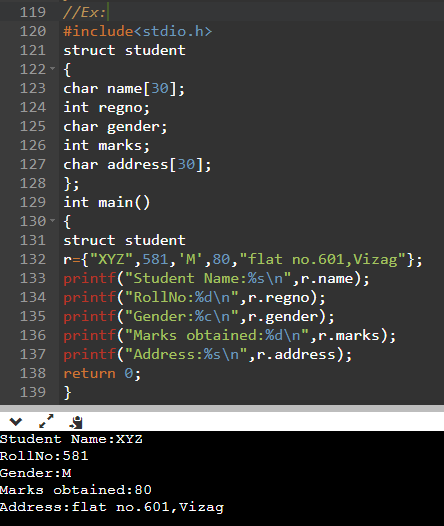 119 //Ex:
120 #include<stdio.h>
121 struct student
122 {
123 char name[30];
124 int regno;
125 char gender;
126 int marks;
127 char address[30];
128 };
129 int main()
130 {
131 struct student
132 r={"XYZ",581,'M',80,"flat no.601,Vizag"};
133 printf("Student Name:%s\n",r.name);
134 printf("RollNo:%d\n",r.regno);
135 printf("Gender:%c\n",r.gender);
136 printf("Marks obtained:%d\n",r.marks);
137 printf("Address:%s\n",r.address);
138 return 0;
139 }
Student Name:XYZ
RollNo:581
Gender:M
Marks obtained:80
Address:flat no.601,Vizag